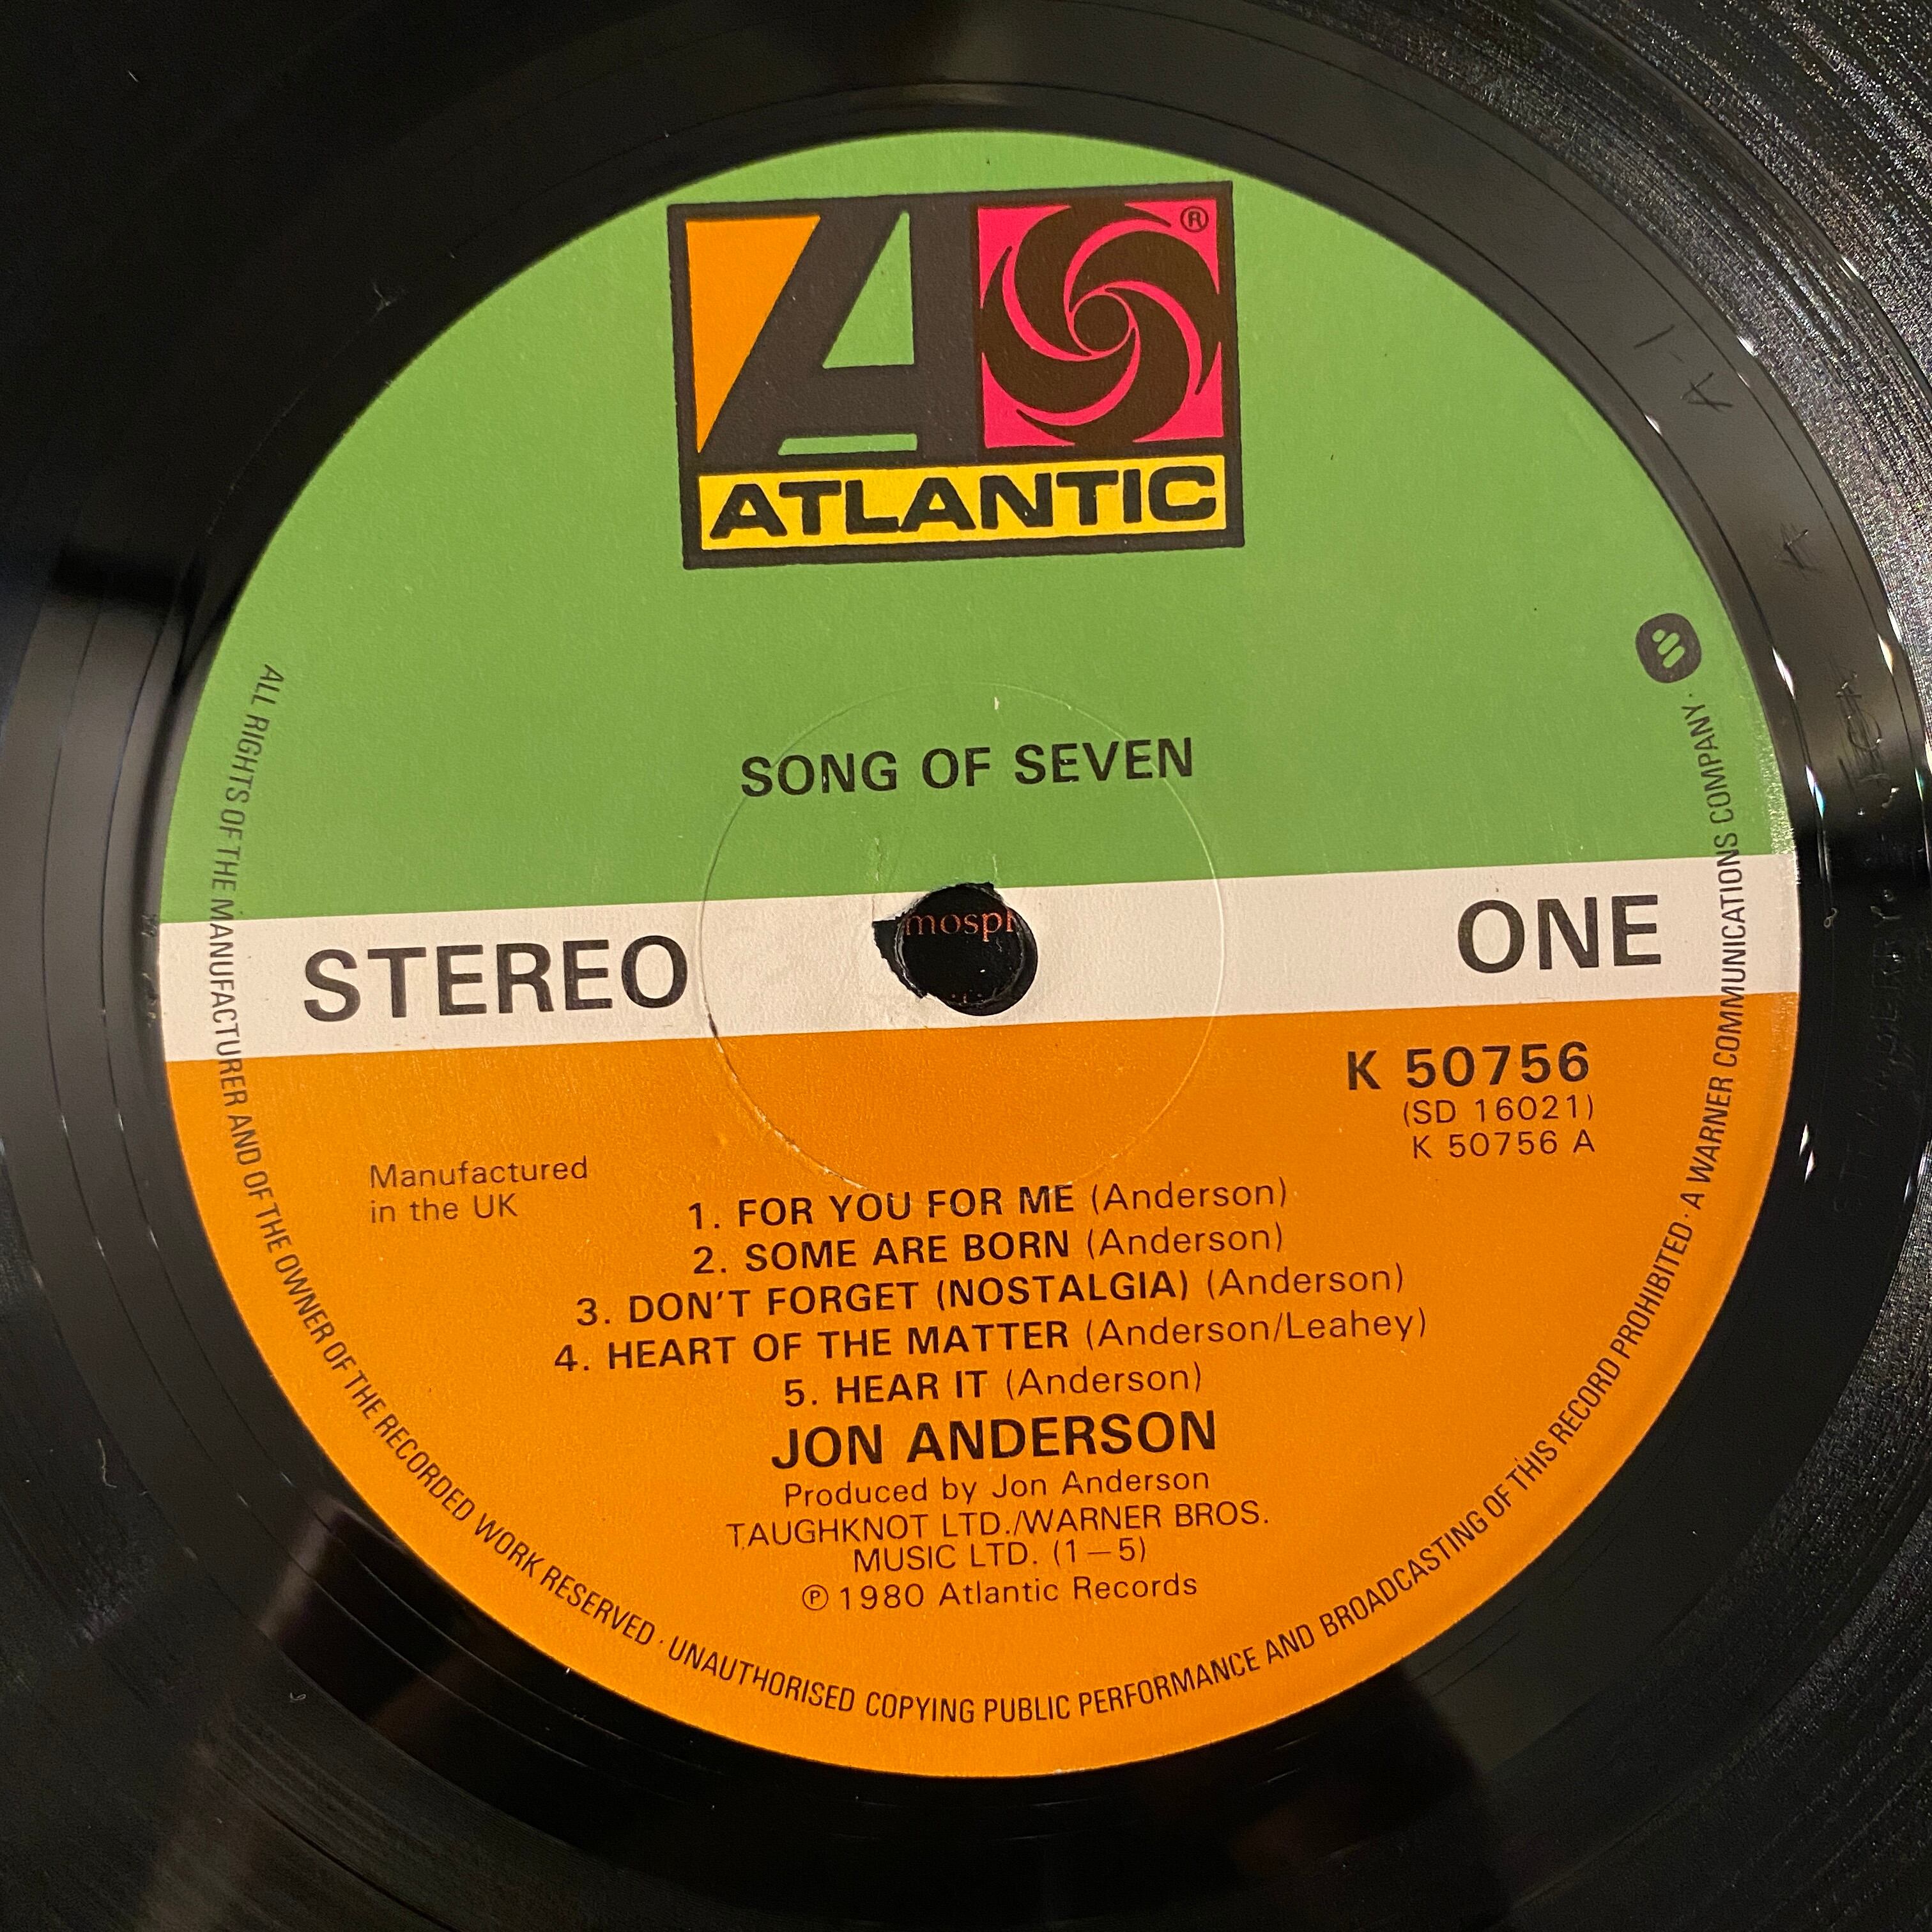 ®
ATLANTIC
SONG OF SEVEN
STEREO
ONE
mosp
K 50756
(SD 16021)
K 50756 A
Manufactured
in the UK
1. FOR YOU FOR ME (Anderson)
2. SOME ARE BORN (Anderson)
3. DON'T FORGET (NOSTALGIA) (Anderson)
4. HEART OF THE MATTER (Anderson/Leahey)
5. HEAR IT (Anderson)
JON ANDERSON
Produced by Jon Anderson
TAUGHKNOT LTD./WARNER BROS.
MUSIC LTD. (1—5)
℗ 1980 Atlantic Records
ALL RIGHTS OF THE MANUFACTURER AND OF THE OWNER OF THE RECORDED WORK RESERVED · UNAUTHORISED COPYING PUBLIC PERFORMANCE AND BROADCASTING OF THIS RECORD PROHIBITED · A WARNER COMMUNICATIONS COMPANY ·
A-1